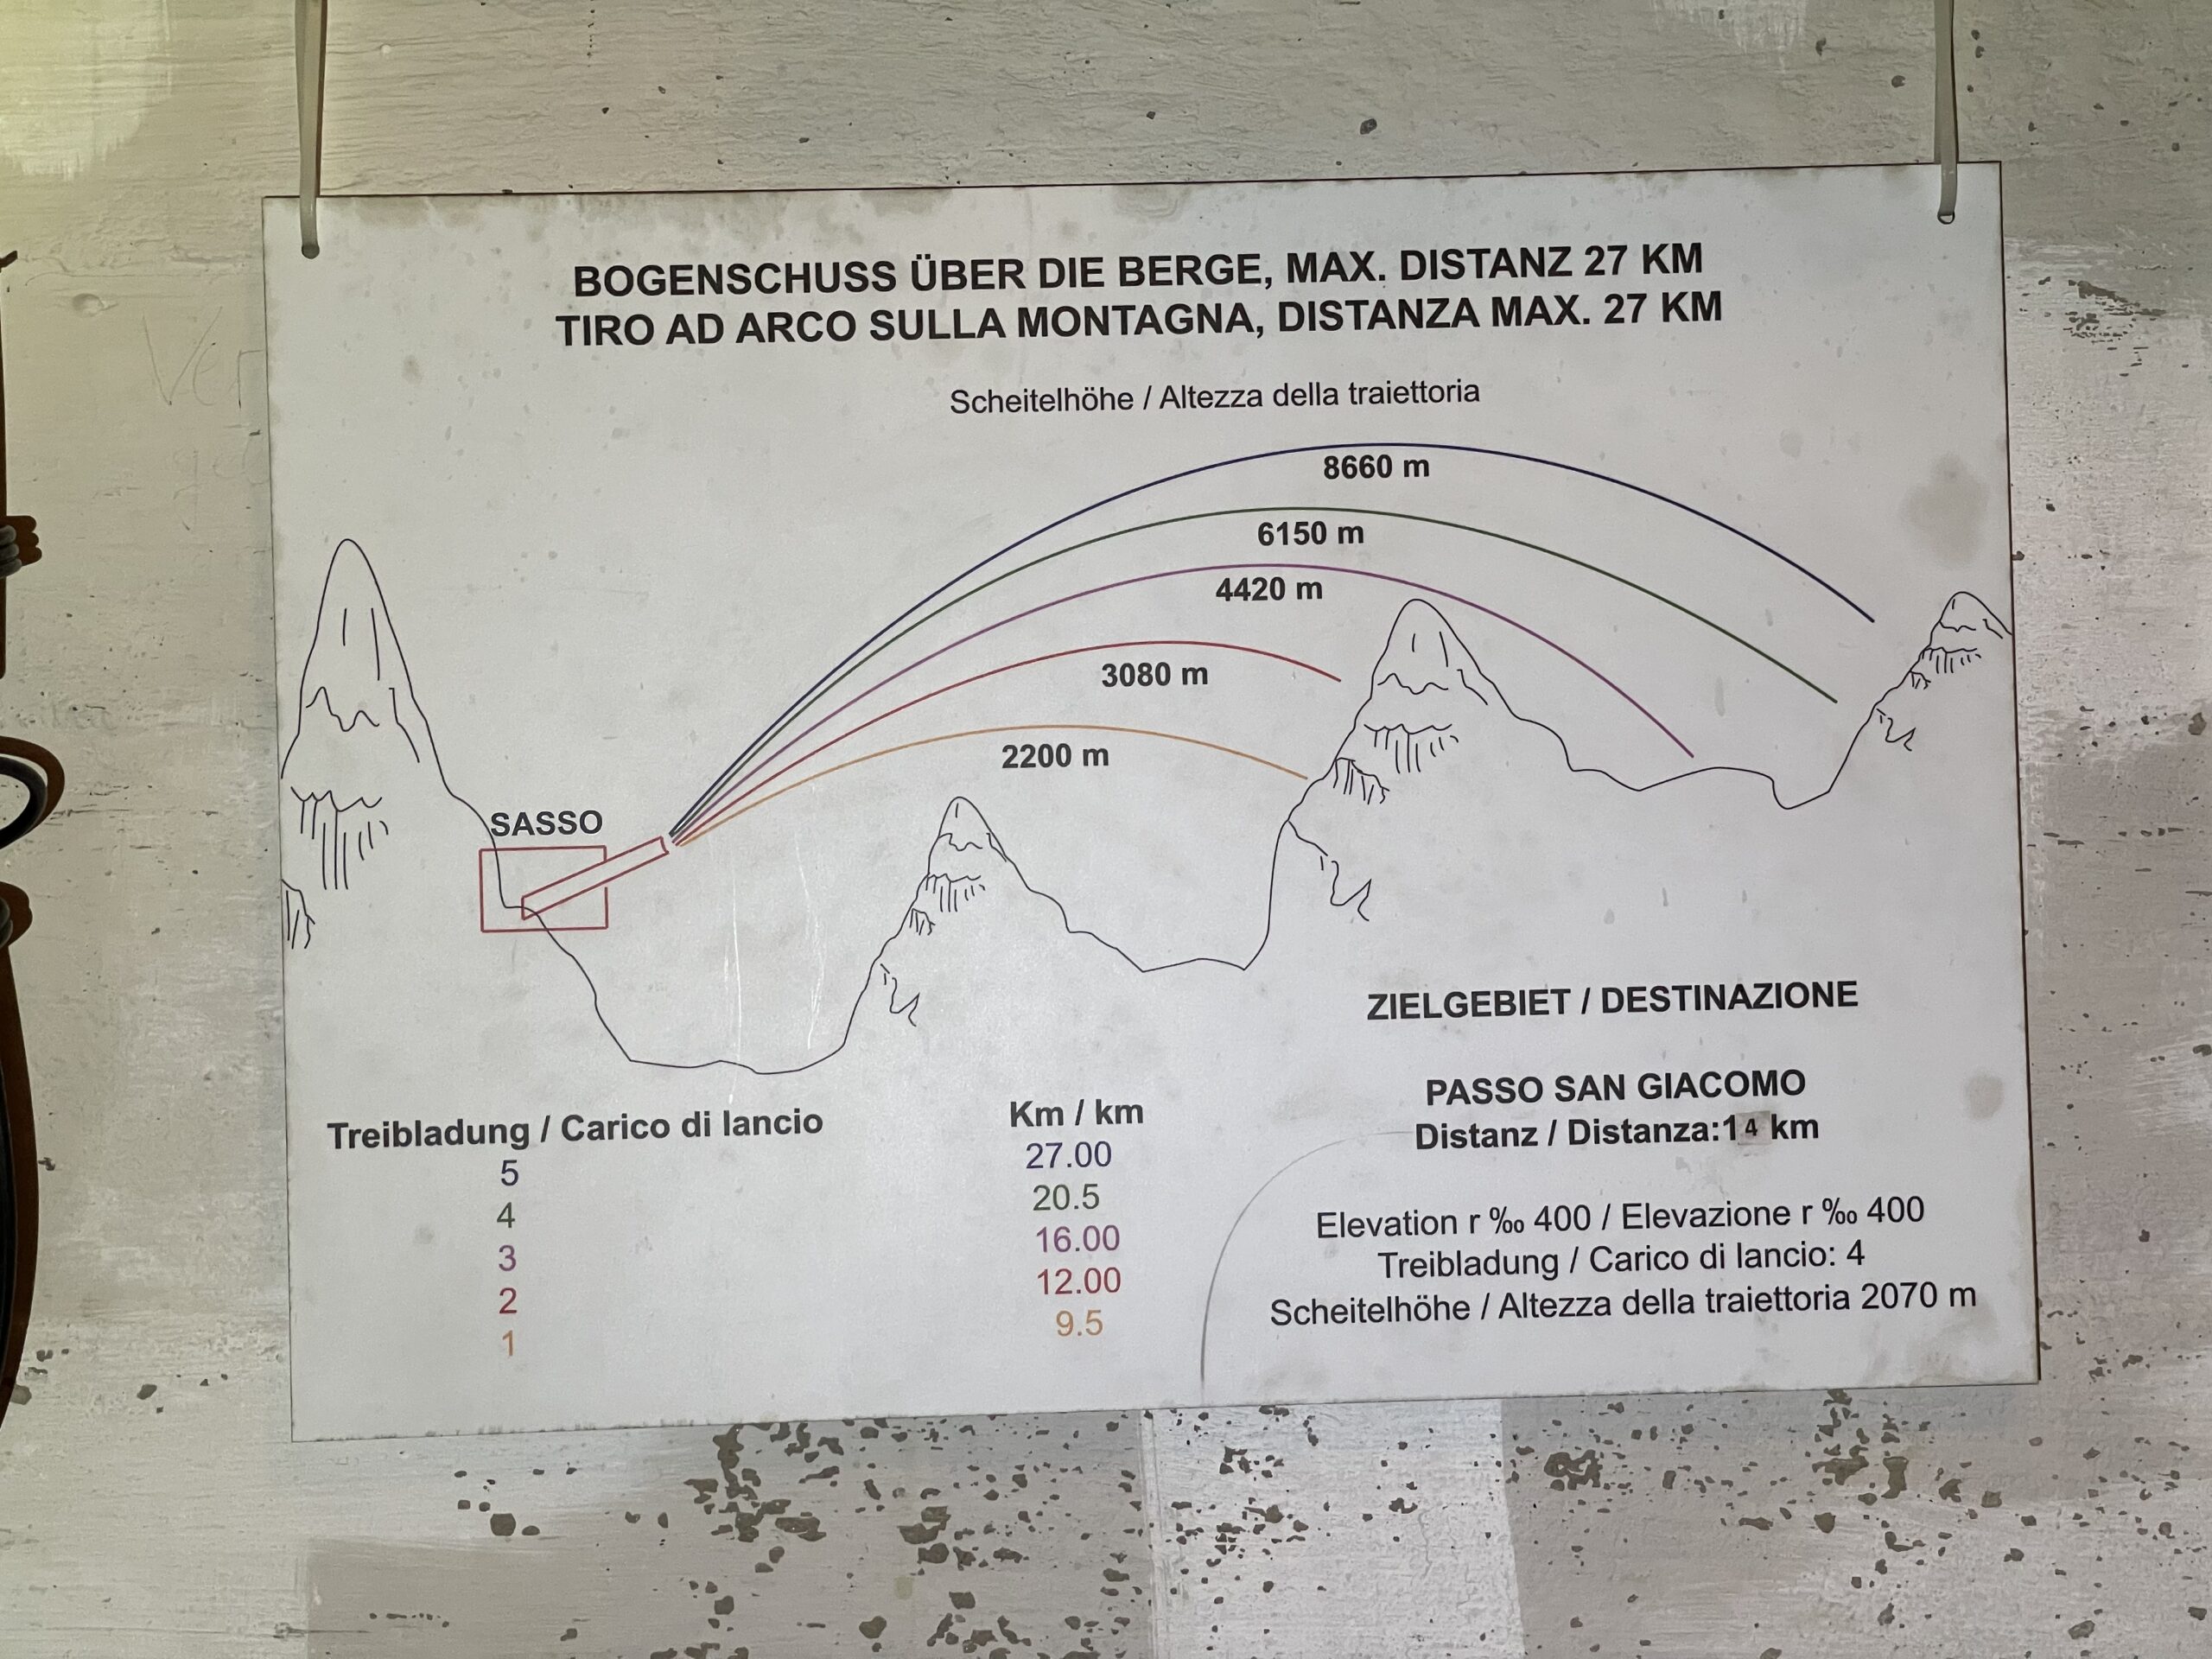 BOGENSCHUSS ÜBER DIE BERGE, MAX. DISTANZ 27 KM
TIRO AD ARCO SULLA MONTAGNA, DISTANZA MAX. 27 KM
Scheitelhöhe / Altezza della traiettoria
8660 m
6150 m
4420 m
3080 m
2200 m
SASSO
Treibladung / Carico di lancio Km / km
5 27.00
4 20.5
3 16.00
2 12.00
1 9.5
ZIELGEBIET / DESTINAZIONE
PASSO SAN GIACOMO
Distanz / Distanza:14 km
Elevation r ‰ 400 / Elevazione r ‰ 400
Treibladung / Carico di lancio: 4
Scheitelhöhe / Altezza della traiettoria 2070 m